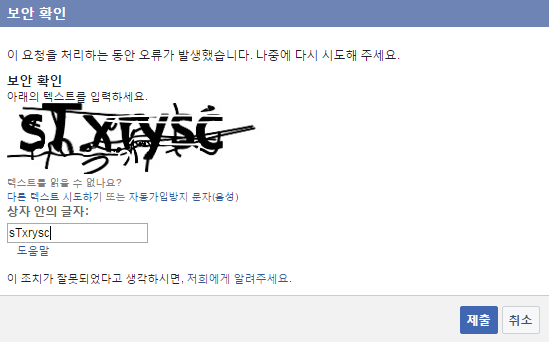 보안 확인
이 요청을 처리하는 동안 오류가 발생했습니다. 나중에 다시 시도해 주세요.
보안 확인
아래의 텍스트를 입력하세요.
sTxrysc
텍스트를 읽을 수 없나요?
다른 텍스트 시도하기 또는 자동가입방지 문자(음성)
상자 안의 글자:
sTxrysc
도움말
이 조치가 잘못되었다고 생각하시면, 저희에게 알려주세요.
제출 취소